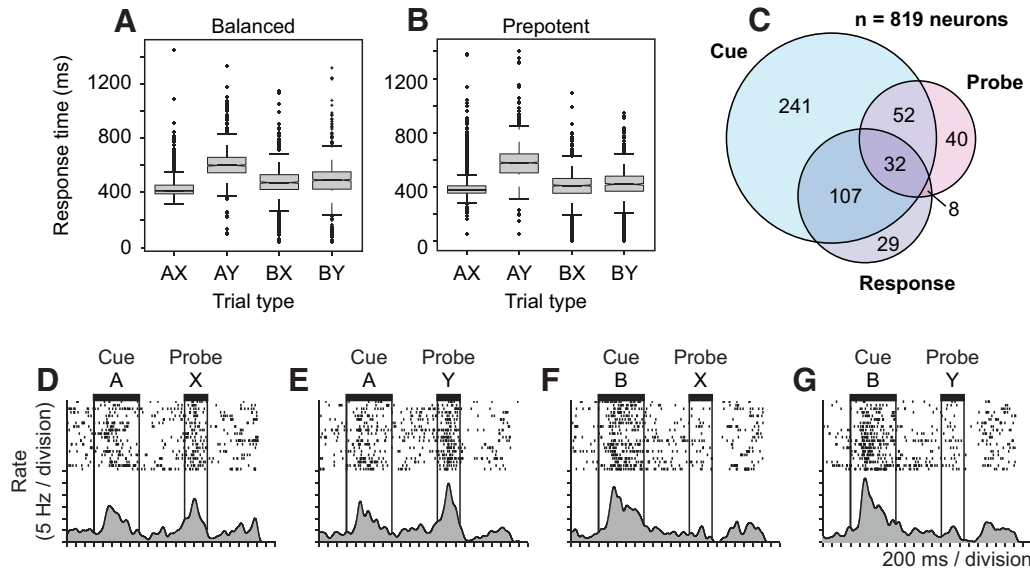 A
Balanced
Response time (ms)
1200
800
400
0
AX AY BX BY
Trial type
B
Prepotent
1200
800
400
0
AX AY BX BY
Trial type
C
n = 819 neurons
Cue
Probe
241
52
40
32
107
8
29
Response
D
Cue Probe
A X
Rate
(5 Hz / division)
E
Cue Probe
A Y
F
Cue Probe
B X
G
Cue Probe
B Y
200 ms / division